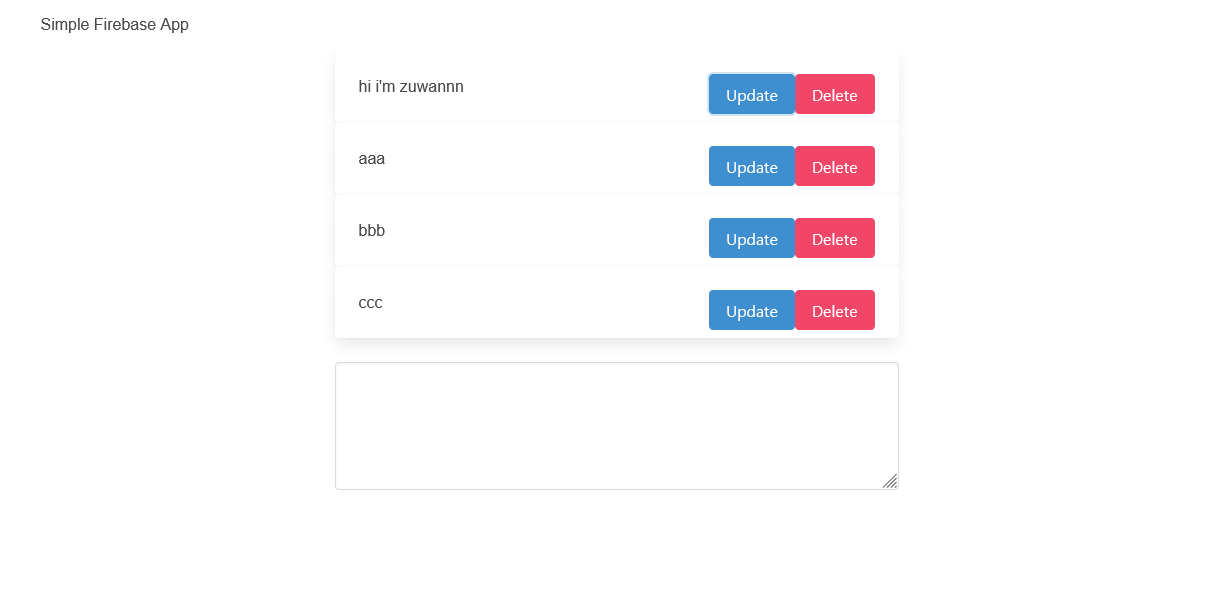 Simple Firebase App
hi i'm zuwannn Update Delete
aaa Update Delete
bbb Update Delete
ccc Update Delete